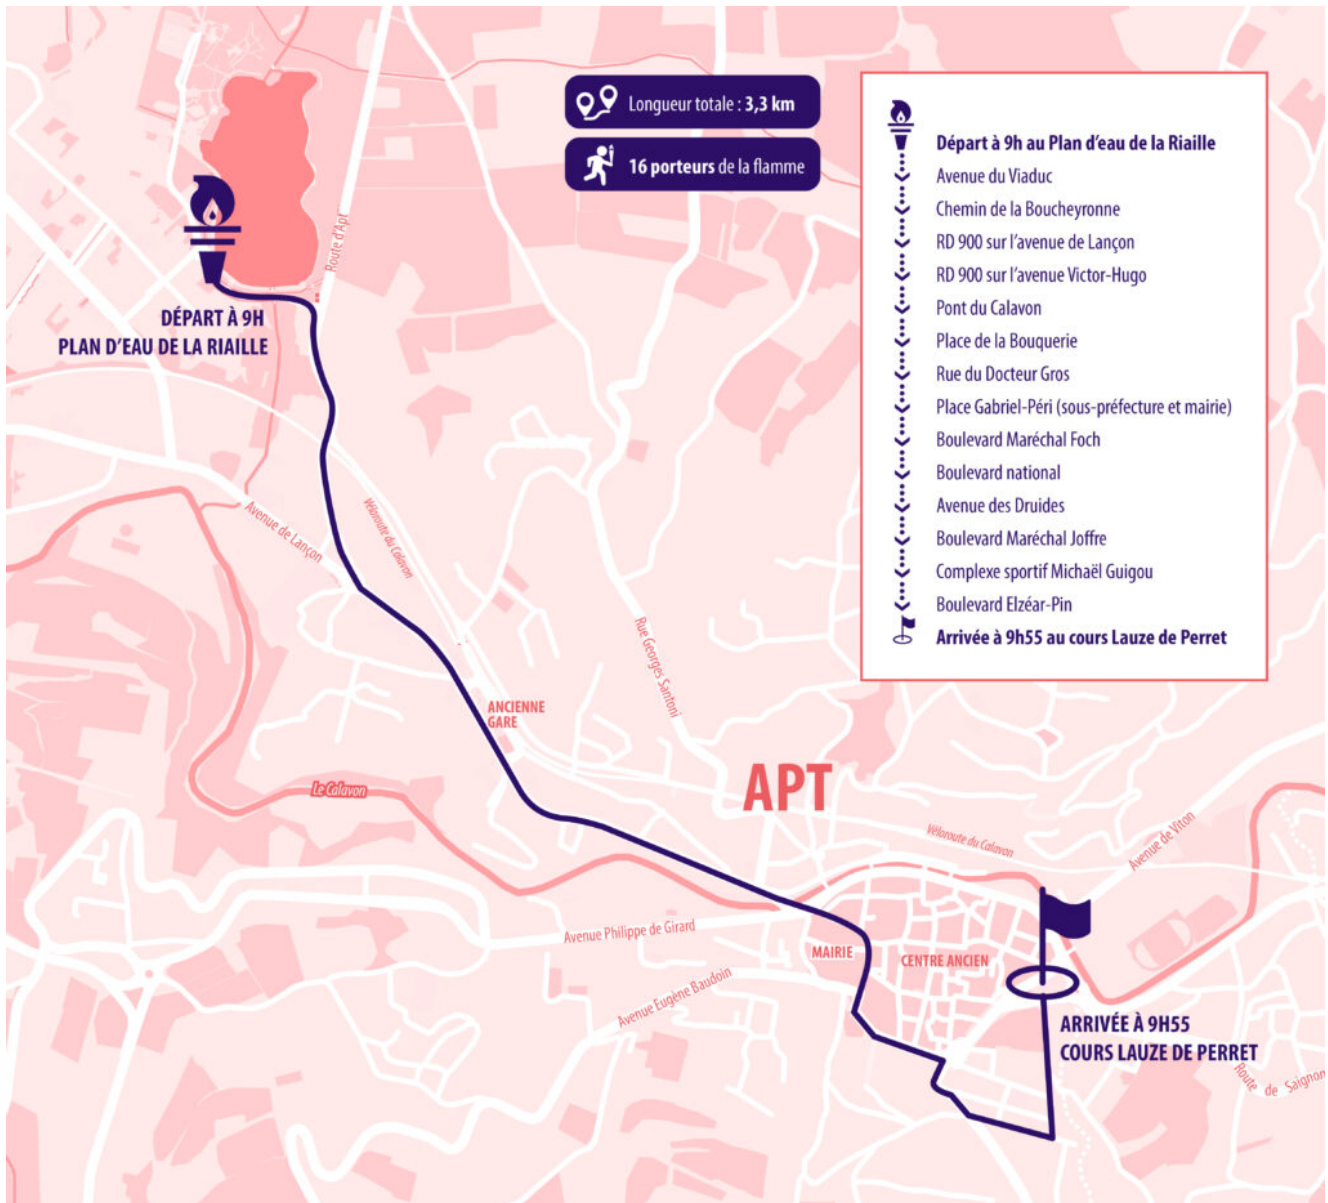 Longueur totale : 3,3 km
16 porteurs de la flamme
Départ à 9h au Plan d'eau de la Riaille
Avenue du Viaduc
Chemin de la Boucheyronne
RD 900 sur l'avenue de Lançon
RD 900 sur l'avenue Victor-Hugo
Pont du Calavon
Place de la Bouquerie
Rue du Docteur Gros
Place Gabriel-Péri (sous-préfecture et mairie)
Boulevard Maréchal Foch
Boulevard national
Avenue des Druides
Boulevard Maréchal Joffre
Complexe sportif Michaël Guigou
Boulevard Elzéar-Pin
Arrivée à 9h55 au cours Lauze de Perret
Route d'Apt
DÉPART À 9H
PLAN D'EAU DE LA RIAILLE
Avenue de Lançon
Véloroute du Calavon
Rue Georges Santoni
ANCIENNE
GARE
APT
Le Calavon
Véloroute du Calavon
Avenue de Viton
Avenue Philippe de Girard
MAIRIE
CENTRE ANCIEN
Avenue Eugène Baudoin
ARRIVÉE À 9H55
COURS LAUZE DE PERRET
Route de Saignon